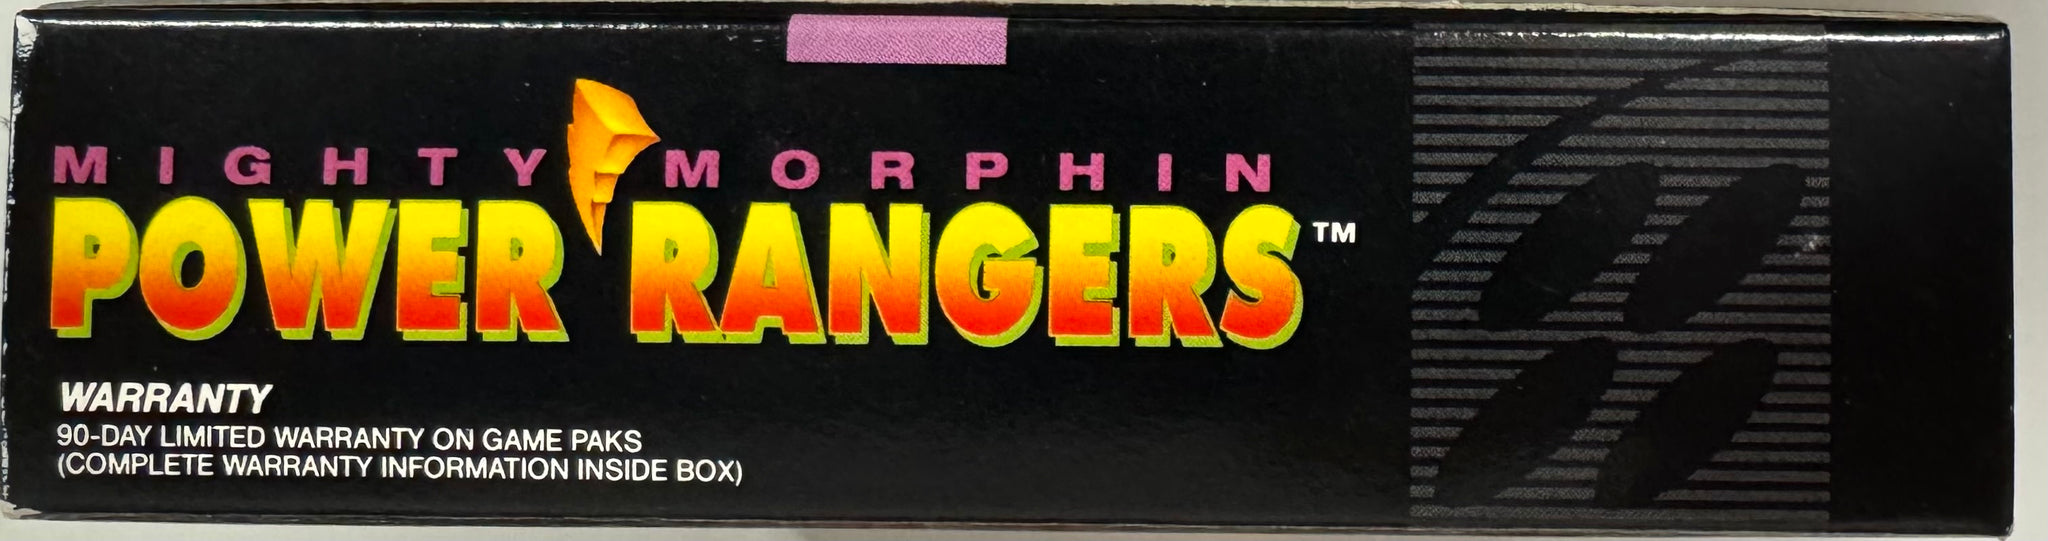 MIGHTY MORPHIN
POWER RANGERS™
WARRANTY
90-DAY LIMITED WARRANTY ON GAME PAKS
(COMPLETE WARRANTY INFORMATION INSIDE BOX)